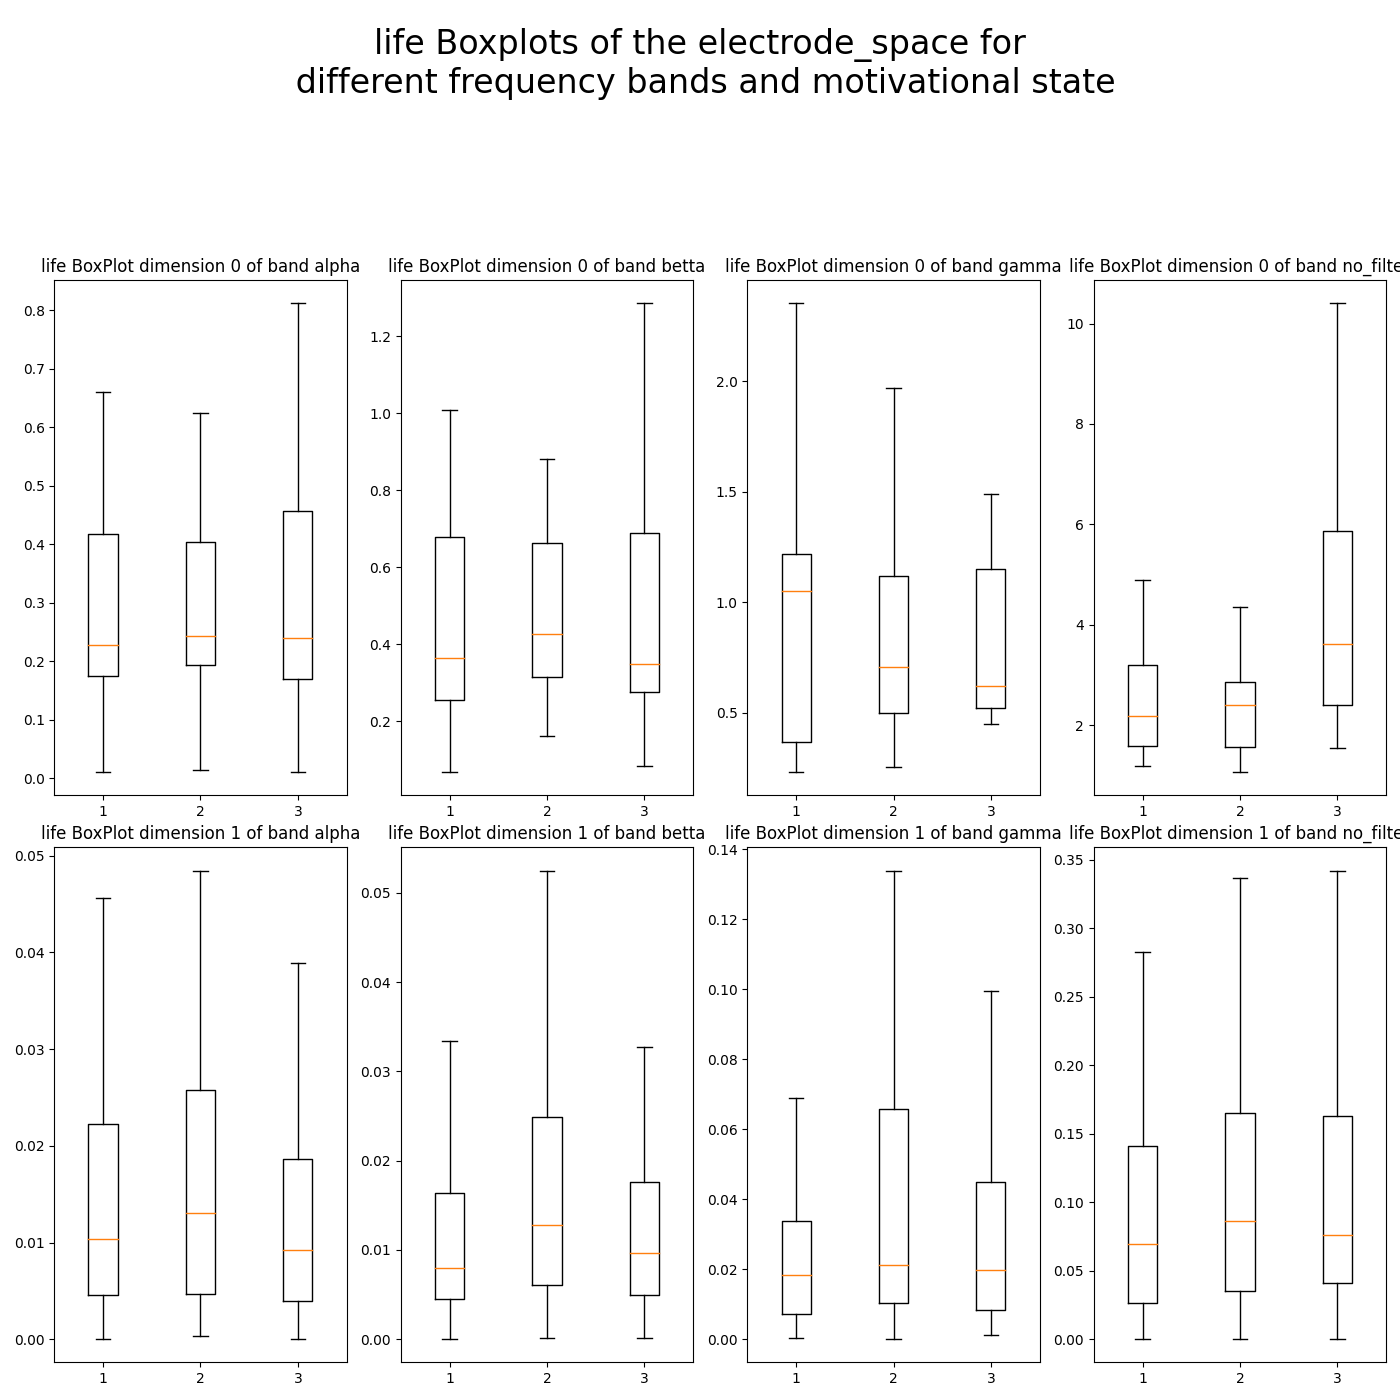 life Boxplots of the electrode_space for
different frequency bands and motivational state
life BoxPlot dimension 0 of band alpha
0.8
0.7
0.6
0.5
0.4
0.3
0.2
0.1
0.0
1 2 3
life BoxPlot dimension 0 of band betta
1.2
1.0
0.8
0.6
0.4
0.2
1 2 3
life BoxPlot dimension 0 of band gamma
2.0
1.5
1.0
0.5
1 2 3
life BoxPlot dimension 0 of band no_filte
10
8
6
4
2
1 2 3
life BoxPlot dimension 1 of band alpha
0.05
0.04
0.03
0.02
0.01
0.00
1 2 3
life BoxPlot dimension 1 of band betta
0.05
0.04
0.03
0.02
0.01
0.00
1 2 3
life BoxPlot dimension 1 of band gamma
0.14
0.12
0.10
0.08
0.06
0.04
0.02
0.00
1 2 3
life BoxPlot dimension 1 of band no_filte
0.35
0.30
0.25
0.20
0.15
0.10
0.05
0.00
1 2 3